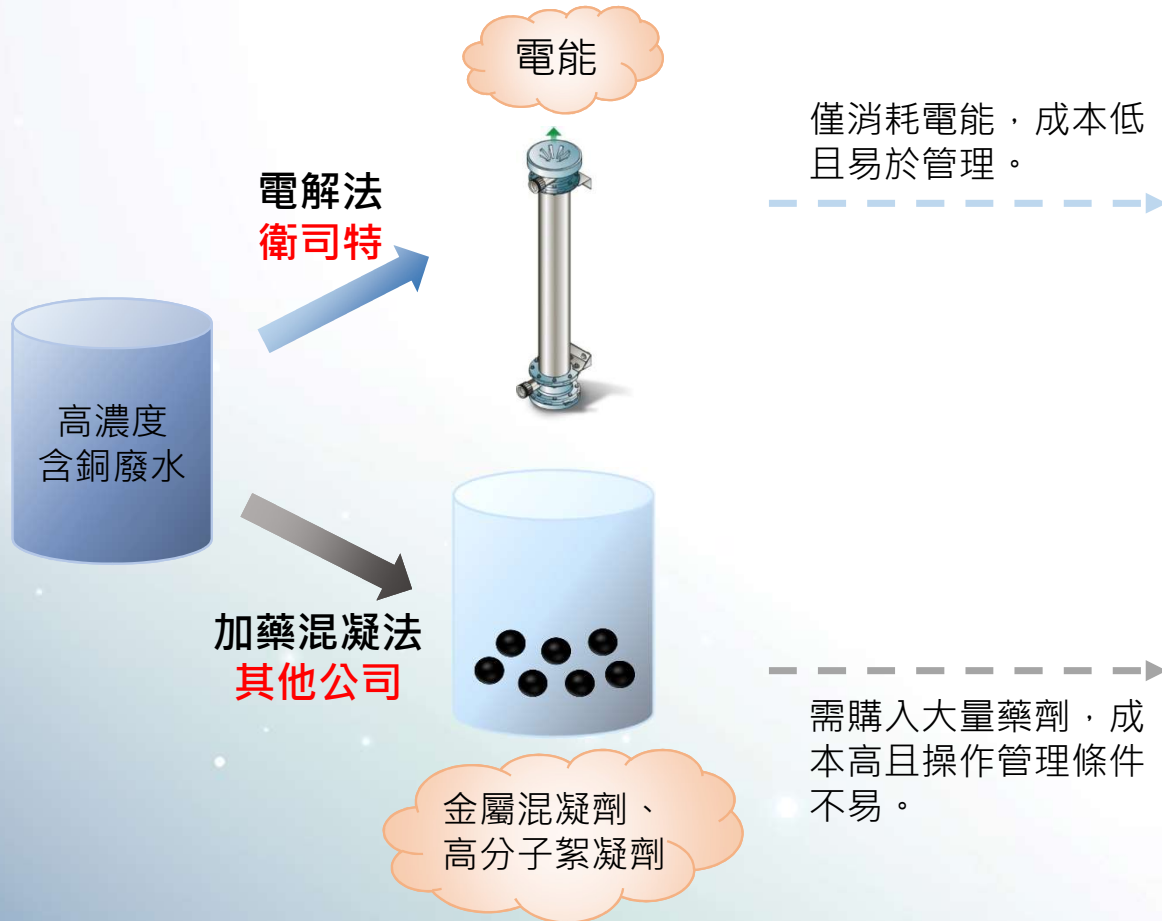 電能
僅消耗電能，成本低
且易於管理。
電解法
衛司特
高濃度
含銅廢水
加藥混凝法
其他公司
需購入大量藥劑，成
本高且操作管理條件
不易。
金屬混凝劑、
高分子絮凝劑